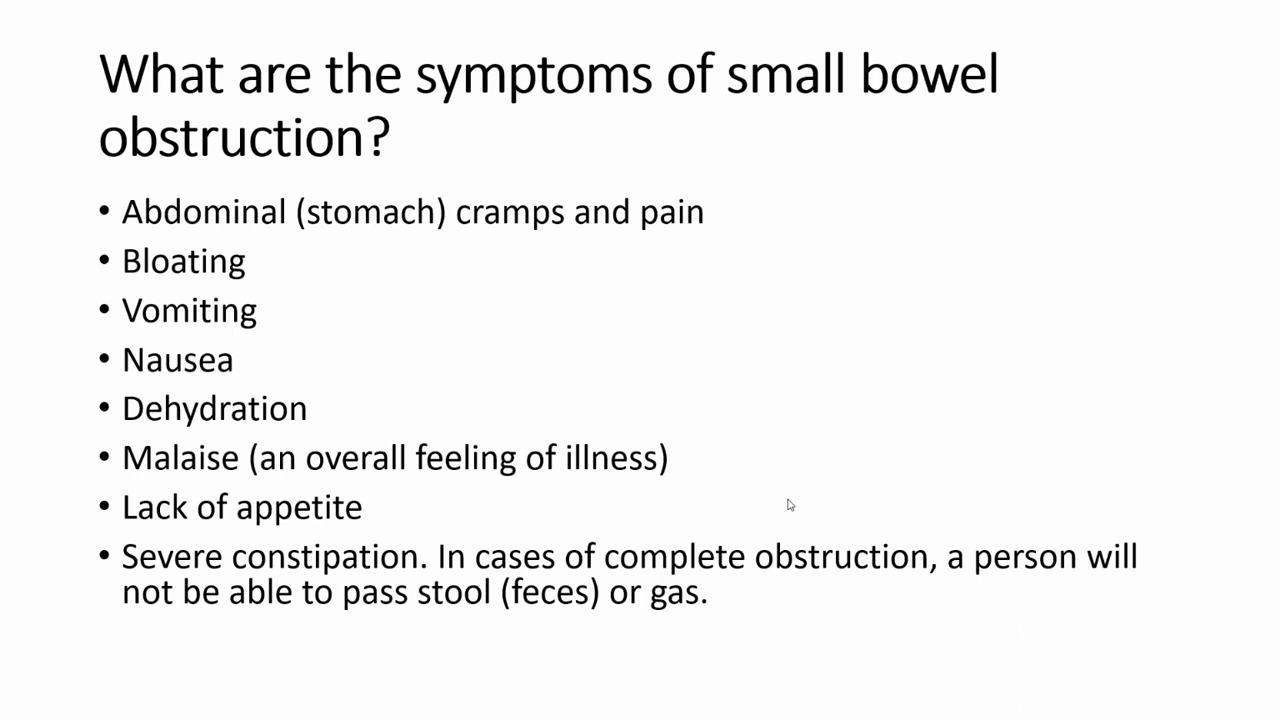 What are the symptoms of small bowel
obstruction?
• Abdominal (stomach) cramps and pain
• Bloating
• Vomiting
• Nausea
• Dehydration
• Malaise (an overall feeling of illness)
• Lack of appetite
• Severe constipation. In cases of complete obstruction, a person will
not be able to pass stool (feces) or gas.